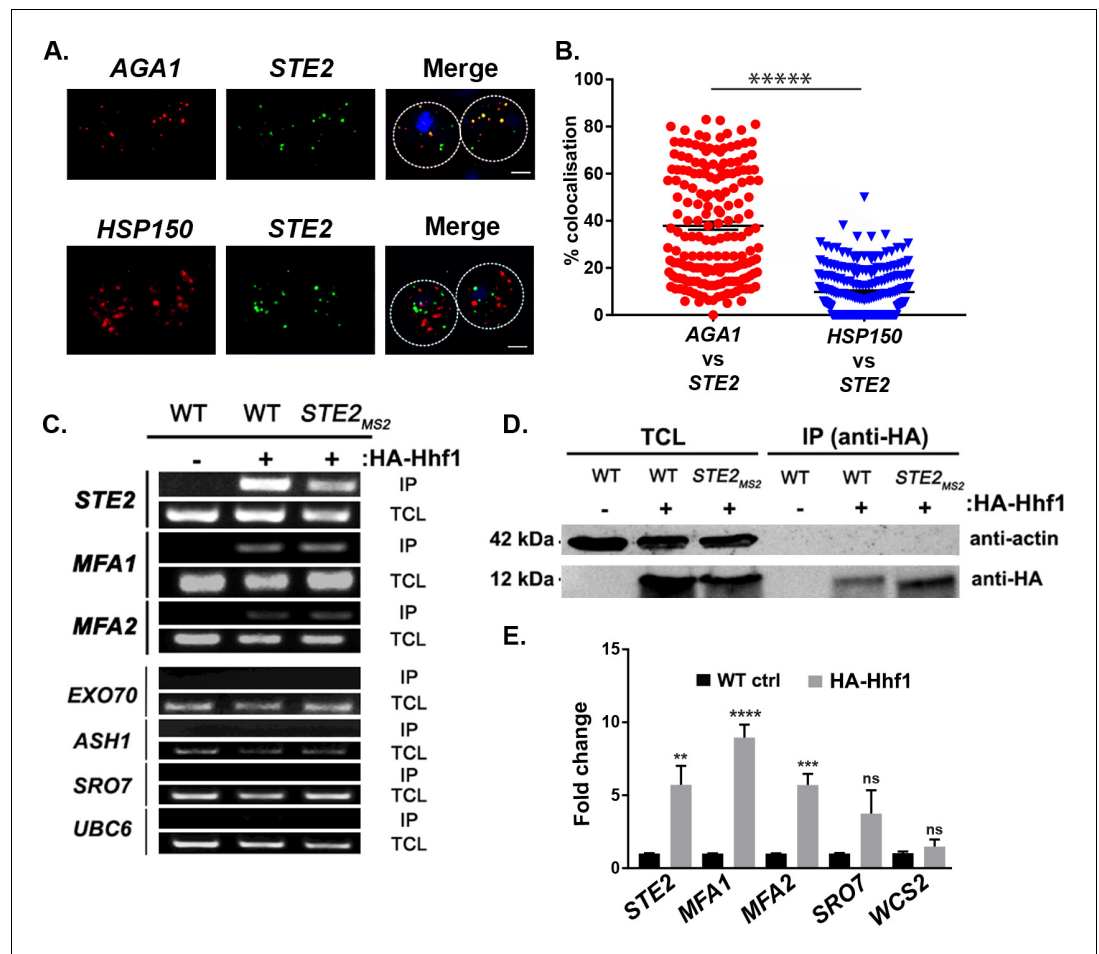 A.
AGA1 STE2 Merge
HSP150 STE2 Merge
B.
*****
% colocalisation
100
80
60
40
20
0
AGA1 vs STE2
HSP150 vs STE2
C.
WT WT STE2MS2
- + + :HA-Hhf1
STE2 IP
TCL
MFA1 IP
TCL
MFA2 IP
TCL
EXO70 IP
TCL
ASH1 IP
TCL
SRO7 IP
TCL
UBC6 IP
TCL
D.
TCL IP (anti-HA)
WT WT STE2MS2 WT WT STE2MS2
- + + - + + :HA-Hhf1
42 kDa anti-actin
12 kDa anti-HA
E.
Fold change
15
10
5
0
WT ctrl HA-Hhf1
** **** *** ns ns
STE2 MFA1 MFA2 SRO7 WCS2